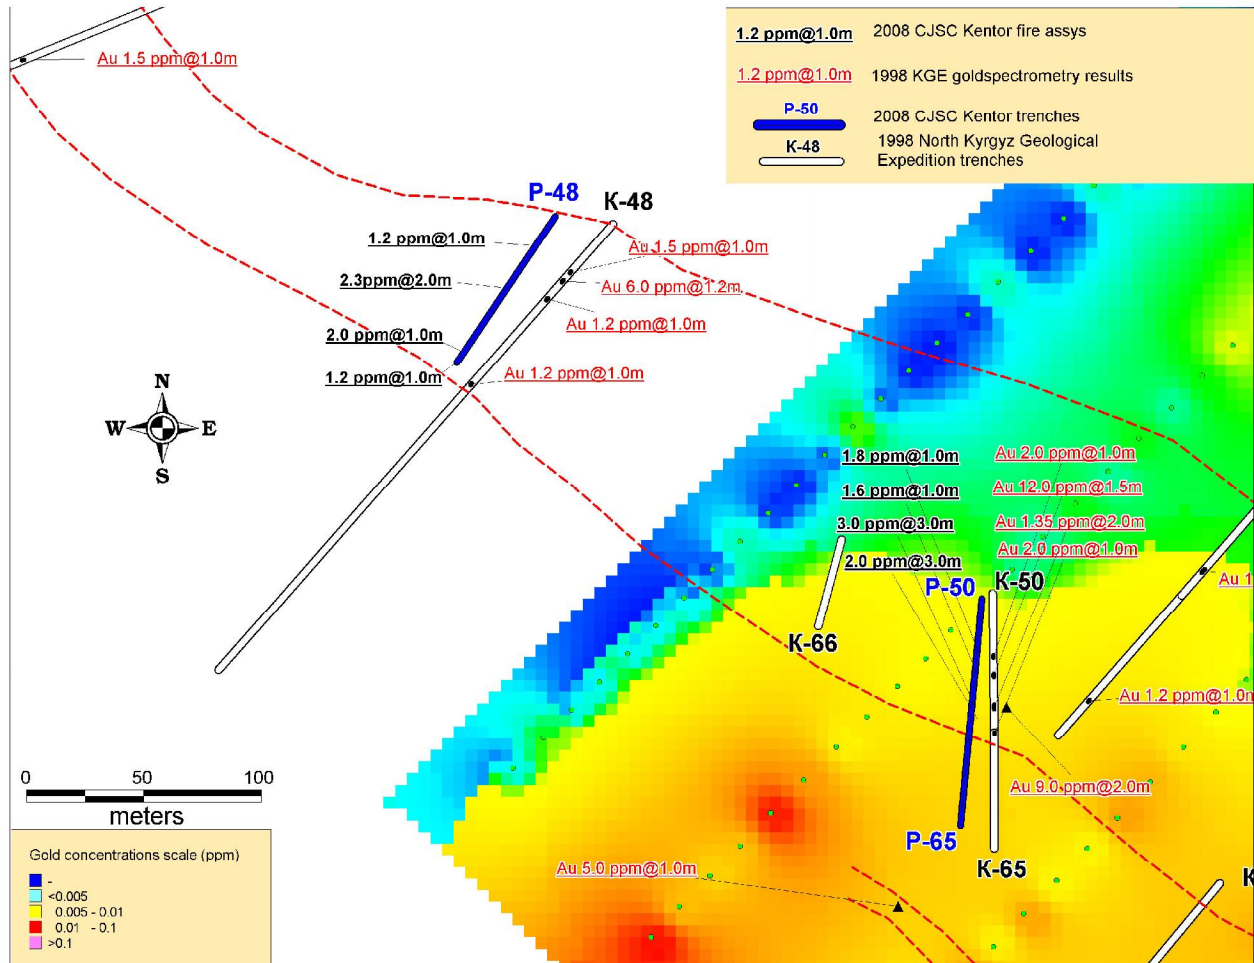 1.2 ppm@1.0m 2008 CJSC Kentor fire assys
1.2 ppm@1.0m 1998 KGE goldspectrometry results
P-50 2008 CJSC Kentor trenches
K-48 1998 North Kyrgyz Geological
Expedition trenches
Au 1.5 ppm@1.0m
P-48
K-48
1.2 ppm@1.0m
Au 1.5 ppm@1.0m
2.3ppm@2.0m
Au 6.0 ppm@1.2m
Au 1.2 ppm@1.0m
2.0 ppm@1.0m
1.2 ppm@1.0m
Au 1.2 ppm@1.0m
N
W E
S
1.8 ppm@1.0m
Au 2.0 ppm@1.0m
1.6 ppm@1.0m
Au 12.0 ppm@1.5m
3.0 ppm@3.0m
Au 1.35 ppm@2.0m
2.0 ppm@3.0m
Au 2.0 ppm@1.0m
P-50
K-50
Au 1
K-66
Au 1.2 ppm@1.0m
Au 9.0 ppm@2.0m
P-65
K-65
Au 5.0 ppm@1.0m
K
0 50 100
meters
Gold concentrations scale (ppm)
-
<0.005
0.005 - 0.01
0.01 - 0.1
>0.1